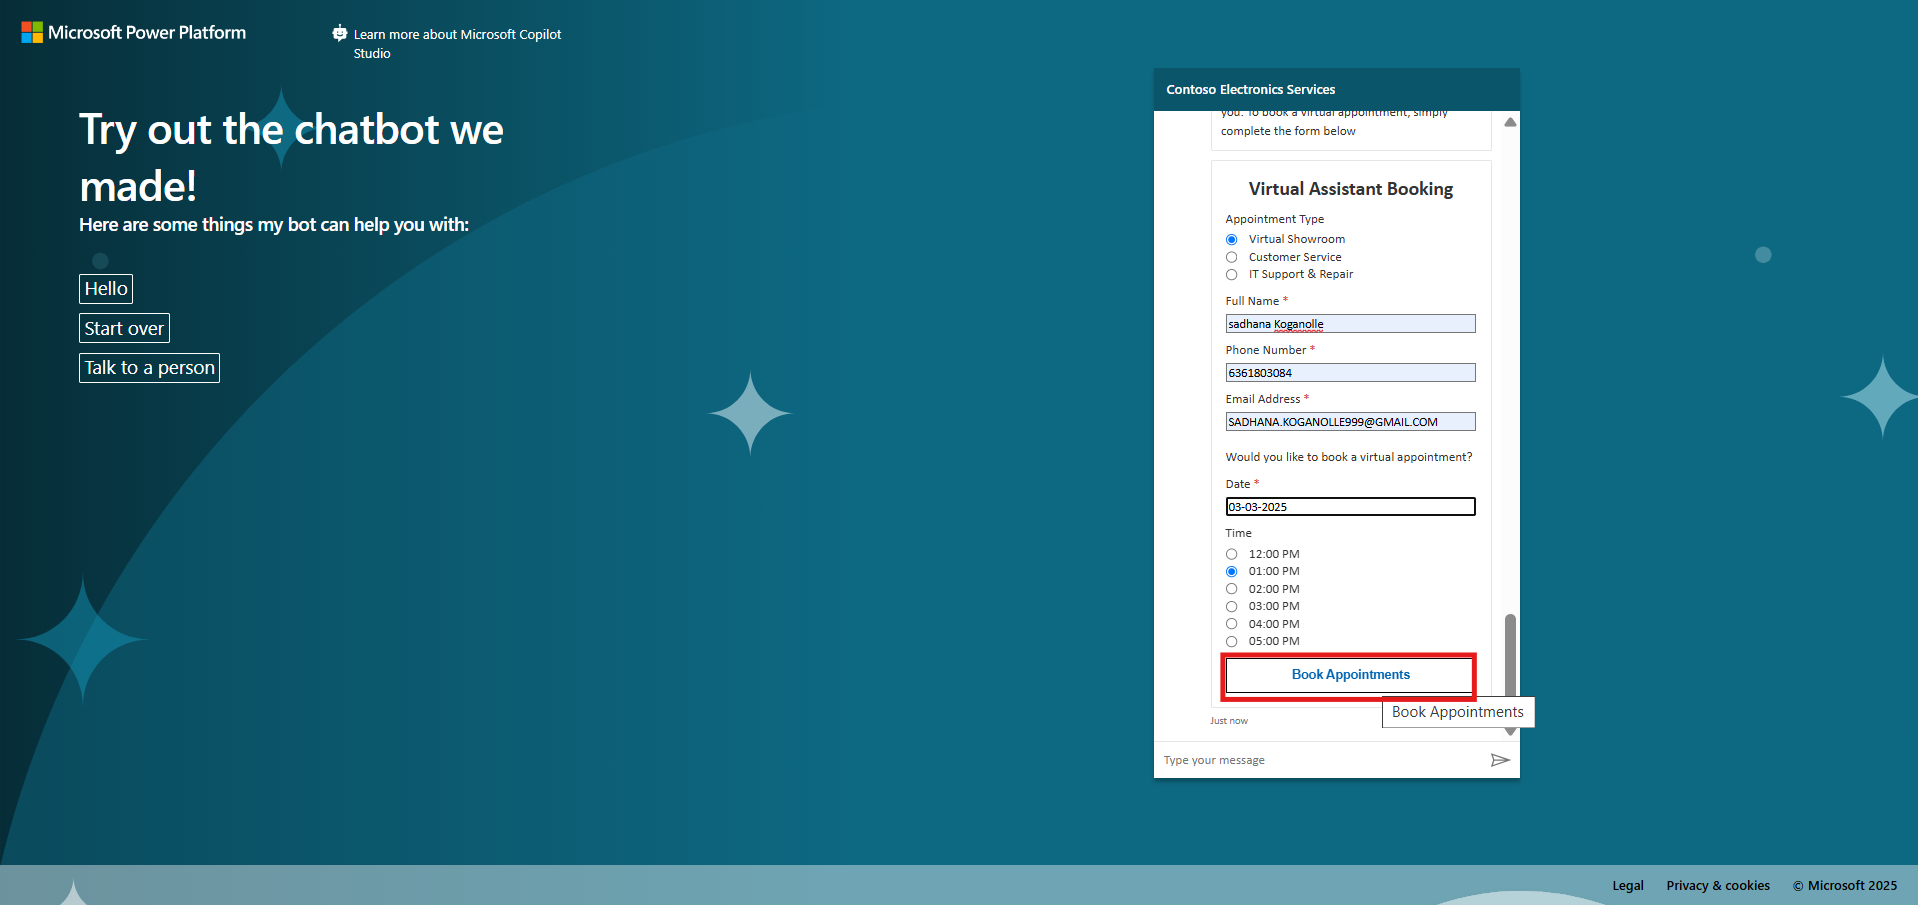 Microsoft Power Platform
Learn more about Microsoft Copilot
Studio
Try out the chatbot we
made!
Here are some things my bot can help you with:
Hello
Start over
Talk to a person
Contoso Electronics Services
you. To book a virtual appointment, simply
complete the form below
Virtual Assistant Booking
Appointment Type
Virtual Showroom
Customer Service
IT Support & Repair
Full Name *
sadhana Koganolle
Phone Number *
6361803084
Email Address *
SADHANA.KOGANOLLE999@GMAIL.COM
Would you like to book a virtual appointment?
Date *
03-03-2025
Time
12:00 PM
01:00 PM
02:00 PM
03:00 PM
04:00 PM
05:00 PM
Book Appointments
Book Appointments
Just now
Type your message
Legal
Privacy & cookies
© Microsoft 2025